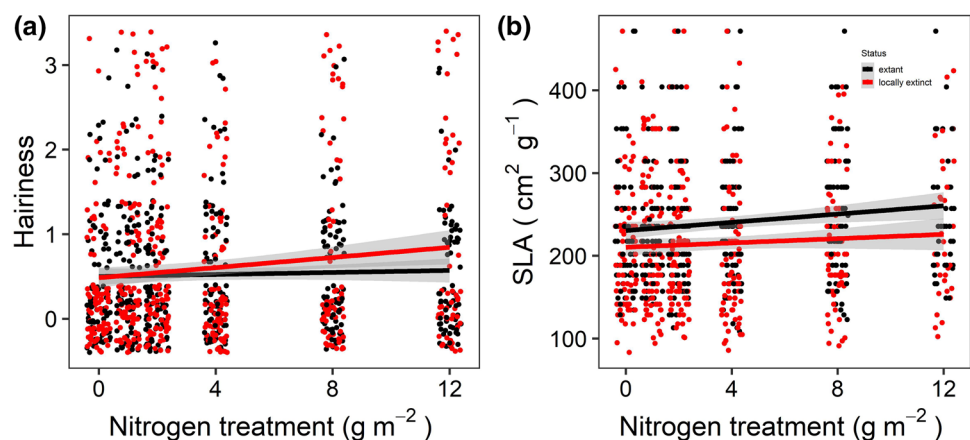 (a)
Hairiness
3
2
1
0
0 4 8 12
Nitrogen treatment (g m⁻²)
(b)
SLA ( cm² g⁻¹)
400
300
200
100
0 4 8 12
Nitrogen treatment (g m⁻²)
Status
extant
locally extinct